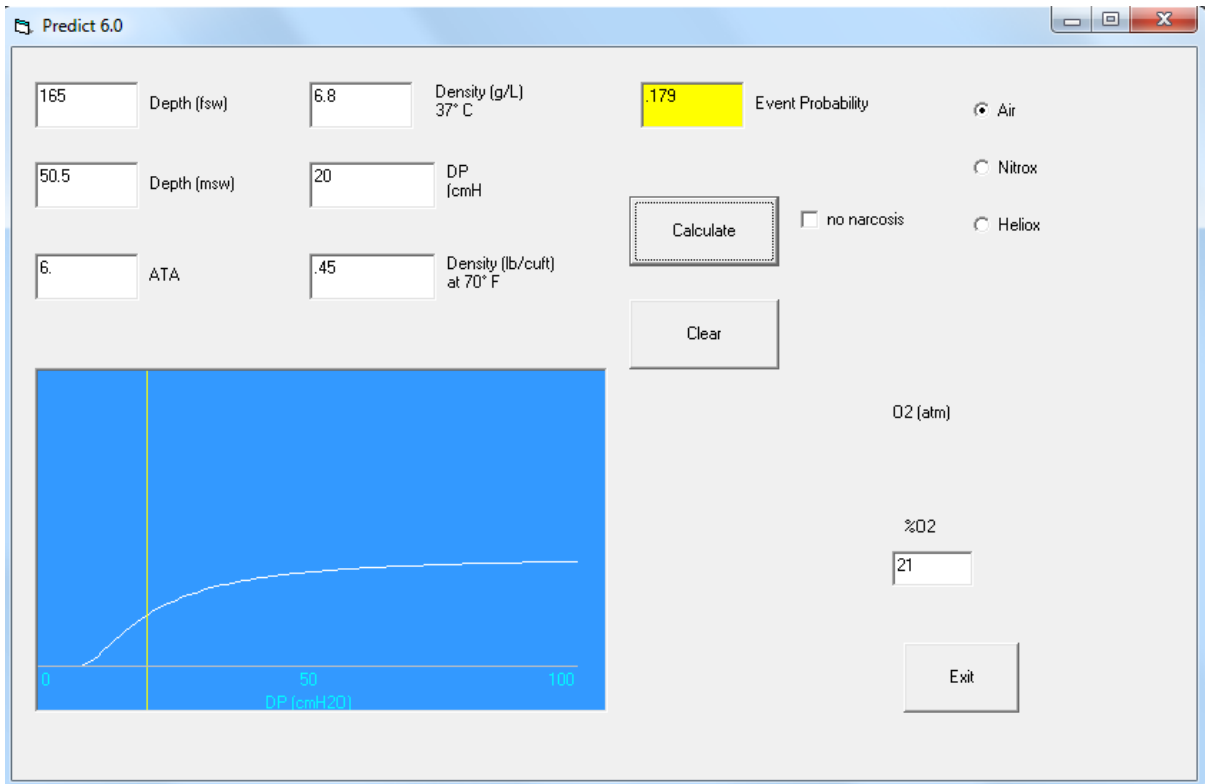 Predict 6.0
165 Depth (fsw)
6.8 Density (g/L)
37° C
.179 Event Probability
Air
50.5 Depth (msw)
20 DP
(cmH
Nitrox
Calculate
no narcosis
Heliox
6. ATA
.45 Density (lb/cuft)
at 70° F
Clear
O2 (atm)
%O2
21
0 50 100
DP (cmH2O)
Exit